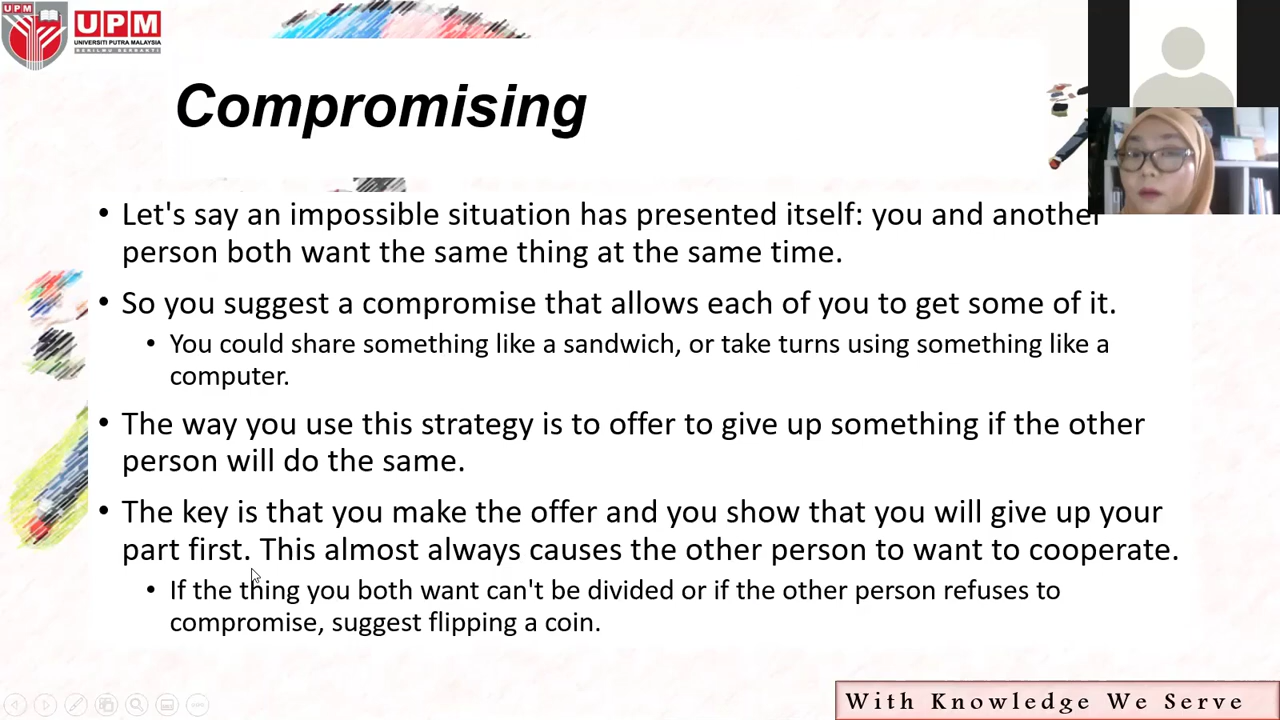 UPM
UPM
UNIVERSITI PUTRA MALAYSIA
BERILMU BERBAKTI
Compromising
• Let's say an impossible situation has presented itself: you and another
person both want the same thing at the same time.
• So you suggest a compromise that allows each of you to get some of it.
• You could share something like a sandwich, or take turns using something like a
computer.
• The way you use this strategy is to offer to give up something if the other
person will do the same.
• The key is that you make the offer and you show that you will give up your
part first. This almost always causes the other person to want to cooperate.
• If the thing you both want can't be divided or if the other person refuses to
compromise, suggest flipping a coin.
With Knowledge We Serve